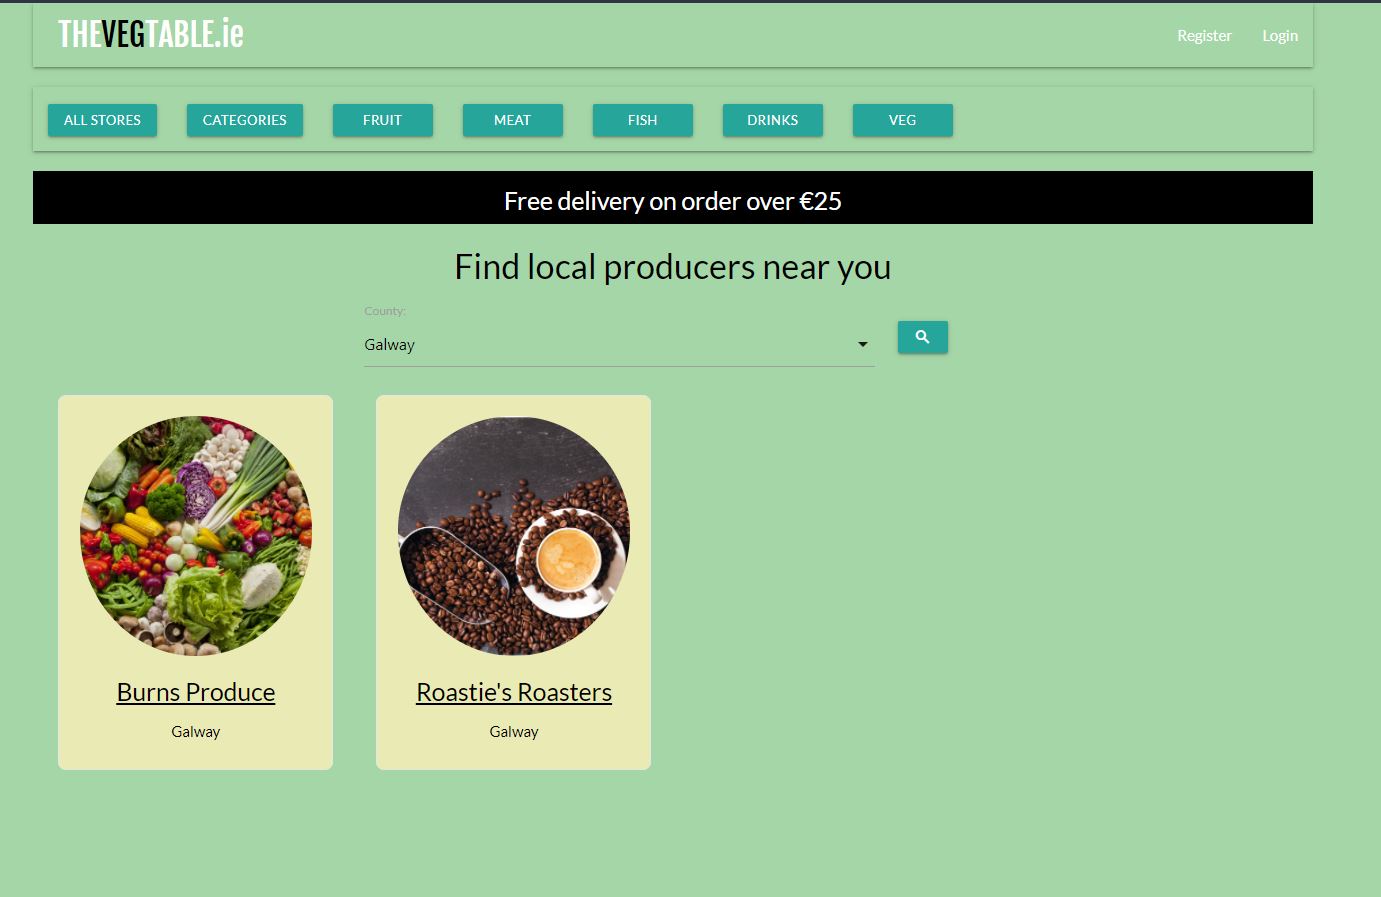 THEVEGTABLE.ie
Register Login
ALL STORES CATEGORIES FRUIT MEAT FISH DRINKS VEG
Free delivery on order over €25
Find local producers near you
County:
Galway
Burns Produce
Galway
Roastie's Roasters
Galway